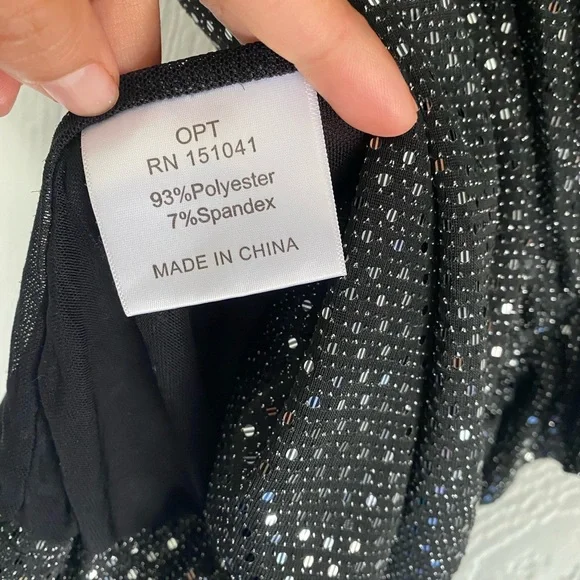 OPT
RN 151041
93%Polyester
7%Spandex
MADE IN CHINA